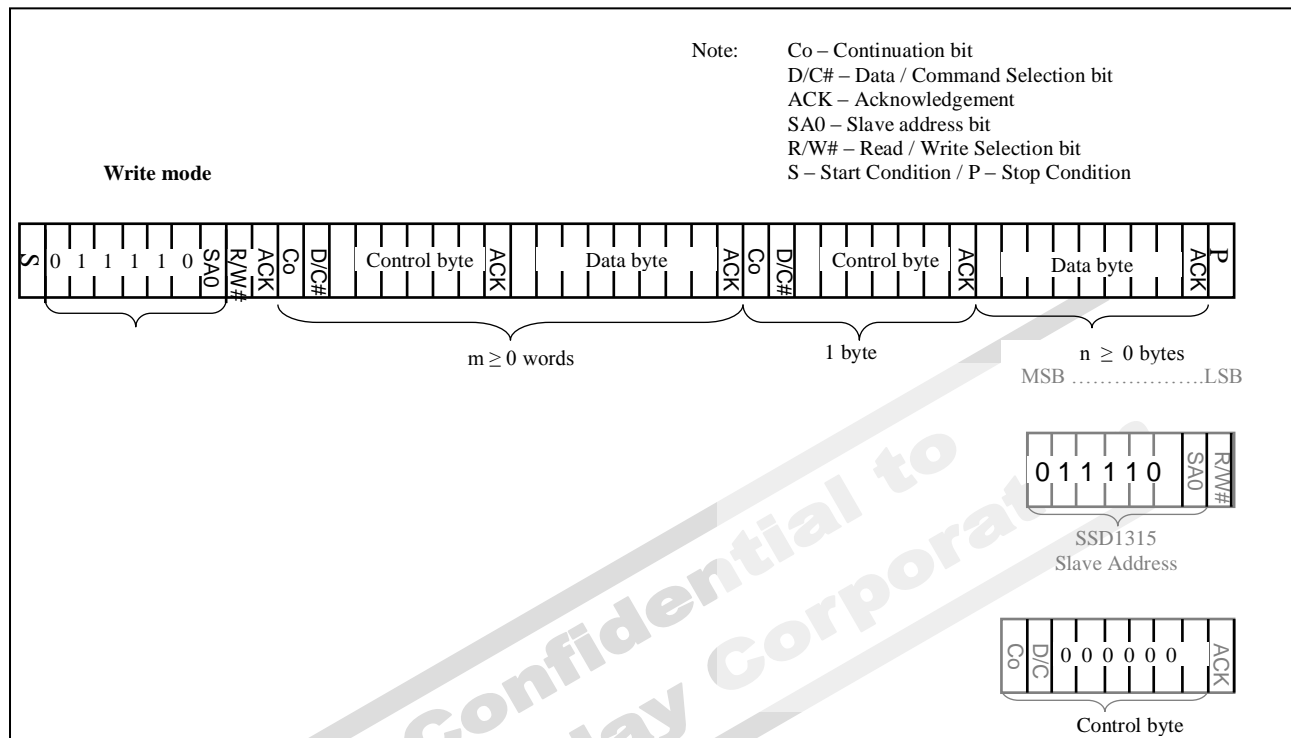 Note: Co – Continuation bit
D/C# – Data / Command Selection bit
ACK – Acknowledgement
SA0 – Slave address bit
R/W# – Read / Write Selection bit
S – Start Condition / P – Stop Condition
Write mode
S 0 1 1 1 1 0 SA0 R/W# ACK Co D/C# Control byte ACK Data byte ACK Co D/C# Control byte ACK Data byte ACK P
m ≥ 0 words
1 byte
n ≥ 0 bytes
MSB ………………….LSB
0 1 1 1 1 0 SA0 R/W#
SSD1315
Slave Address
Co D/C 0 0 0 0 0 0 ACK
Control byte
Confidential to
Corporat